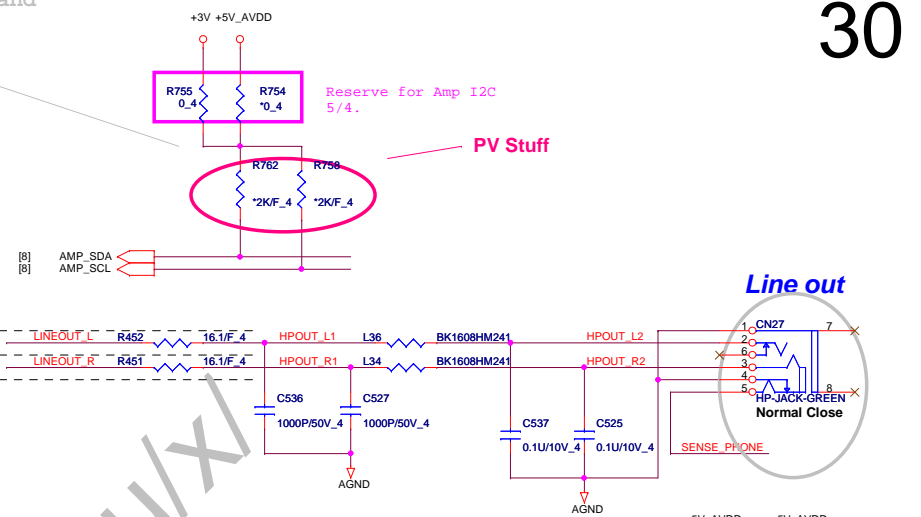 and
30
+3V +5V_AVDD
R755 R754
0_4 *0_4
Reserve for Amp I2C
5/4.
PV Stuff
R762 R758
*2K/F_4 *2K/F_4
[8] AMP_SDA
[8] AMP_SCL
Line out
1 CN27 7
LINEOUT_L R452 16.1/F_4 HPOUT_L1 L36 BK1608HM241 HPOUT_L2 2
6
LINEOUT_R R451 16.1/F_4 HPOUT_R1 L34 BK1608HM241 HPOUT_R2 3
4
5 8
HP-JACK-GREEN
Normal Close
C536 C527
1000P/50V_4 1000P/50V_4
C537 C525
0.1U/10V_4 0.1U/10V_4
SENSE_PHONE
AGND
AGND
u/x/